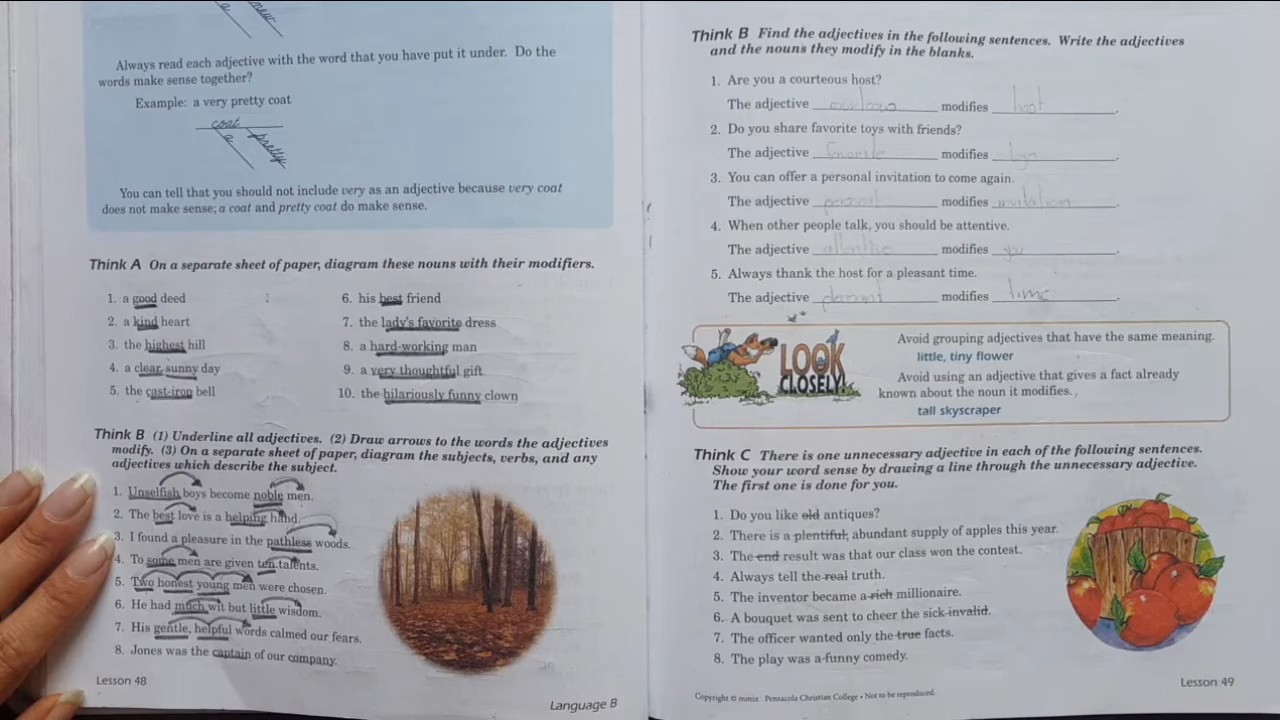 a new
Always read each adjective with the word that you have put it under. Do the
words make sense together?
Example: a very pretty coat
coat
a pretty
You can tell that you should not include very as an adjective because very coat
does not make sense; a coat and pretty coat do make sense.
Think A On a separate sheet of paper, diagram these nouns with their modifiers.
1. a good deed
2. a kind heart
3. the highest hill
4. a clear, sunny day
5. the cast-iron bell
6. his best friend
7. the lady's favorite dress
8. a hard-working man
9. a very thoughtful gift
10. the hilariously funny clown
Think B (1) Underline all adjectives. (2) Draw arrows to the words the adjectives
modify. (3) On a separate sheet of paper, diagram the subjects, verbs, and any
adjectives which describe the subject.
1. Unselfish boys become noble men.
2. The best love is a helping hand.
3. I found a pleasure in the pathless woods.
4. To some men are given ten talents.
5. Two honest young men were chosen.
6. He had much wit but little wisdom.
7. His gentle, helpful words calmed our fears.
8. Jones was the captain of our company.
Lesson 48
Language B
Think B Find the adjectives in the following sentences. Write the adjectives
and the nouns they modify in the blanks.
1. Are you a courteous host?
The adjective modifies host.
2. Do you share favorite toys with friends?
The adjective favorite modifies toys.
3. You can offer a personal invitation to come again.
The adjective personal modifies invitation.
4. When other people talk, you should be attentive.
The adjective attentive modifies you.
5. Always thank the host for a pleasant time.
The adjective modifies time.
LOOK
CLOSELY!
Avoid grouping adjectives that have the same meaning.
little, tiny flower
Avoid using an adjective that gives a fact already
known about the noun it modifies.
tall skyscraper
Think C There is one unnecessary adjective in each of the following sentences.
Show your word sense by drawing a line through the unnecessary adjective.
The first one is done for you.
1. Do you like old antiques?
2. There is a plentiful, abundant supply of apples this year.
3. The end result was that our class won the contest.
4. Always tell the real truth.
5. The inventor became a rich millionaire.
6. A bouquet was sent to cheer the sick invalid.
7. The officer wanted only the true facts.
8. The play was a funny comedy.
Copyright © mmix Pensacola Christian College • Not to be reproduced.
Lesson 49